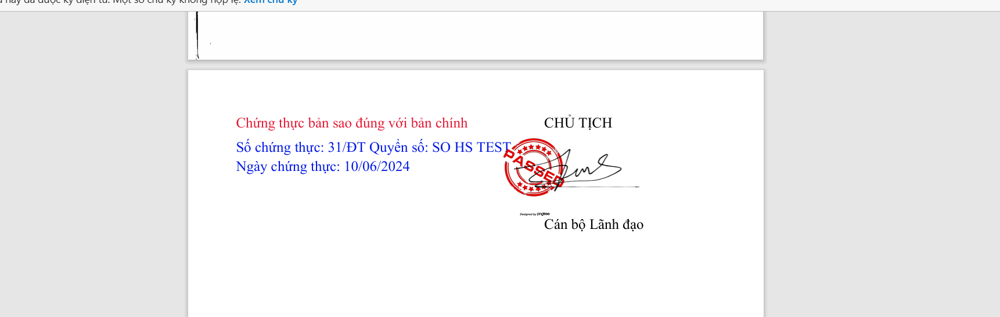 này đã được ký điện tử. Một số chữ ký không hợp lệ. Xem chữ ký
Chứng thực bản sao đúng với bản chính
CHỦ TỊCH
Số chứng thực: 31/ĐT Quyển số: SO HS TEST
Ngày chứng thực: 10/06/2024
PASSED
Designed by pngtree
Cán bộ Lãnh đạo